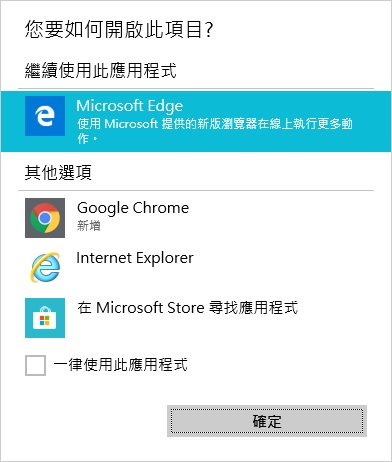 您要如何開啟此項目?
繼續使用此應用程式
Microsoft Edge
使用 Microsoft 提供的新版瀏覽器在線上執行更多動
作。
其他選項
Google Chrome
新增
Internet Explorer
在 Microsoft Store 尋找應用程式
一律使用此應用程式
確定